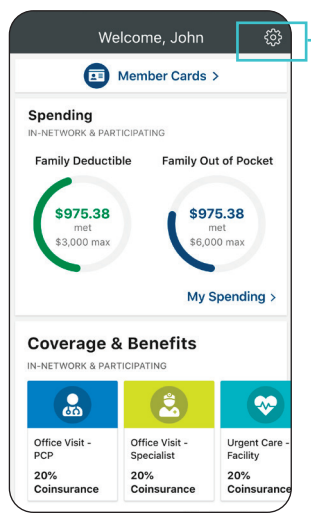 Welcome, John
Member Cards >
Spending
IN-NETWORK & PARTICIPATING
Family Deductible
$975.38
met
$3,000 max
Family Out of Pocket
$975.38
met
$6,000 max
My Spending >
Coverage & Benefits
IN-NETWORK & PARTICIPATING
Office Visit -
PCP
20%
Coinsurance
Office Visit -
Specialist
20%
Coinsurance
Urgent Care -
Facility
20%
Coinsurance